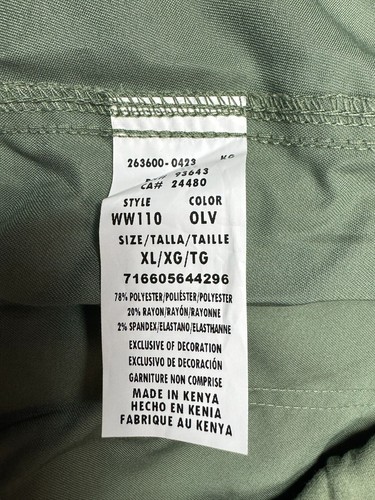 263600-0423
93643
CA# 24480
STYLE COLOR
WW110 OLV
SIZE/TALLA/TAILLE
XL/XG/TG
716605644296
78% POLYESTER/POLIÉSTER/POLYESTER
20% RAYON/RAYÓN/RAYONNE
2% SPANDEX/ELASTANO/ELASTHANNE
EXCLUSIVE OF DECORATION
EXCLUSIVO DE DECORACIÓN
GARNITURE NON COMPRISE
MADE IN KENYA
HECHO EN KENIA
FABRIQUE AU KENYA